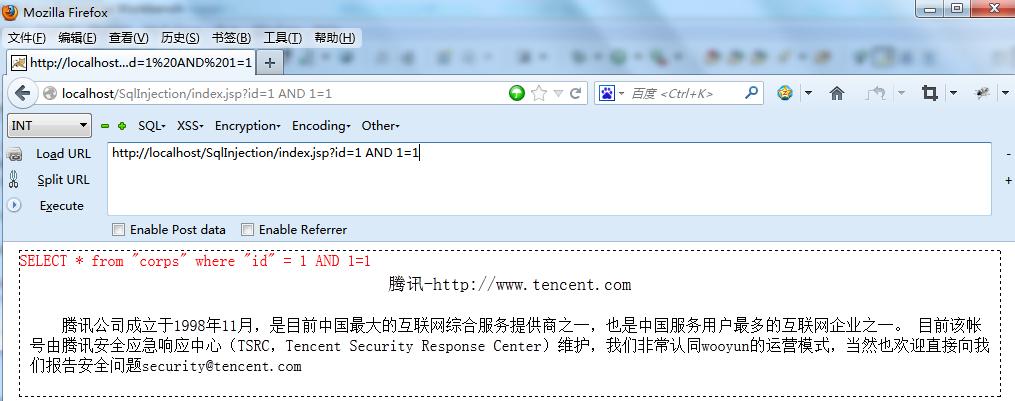 Mozilla Firefox
文件(F) 编辑(E) 查看(V) 历史(S) 书签(B) 工具(T) 帮助(H)
http://localhost...d=1%20AND%201=1
localhost/SqlInjection/index.jsp?id=1 AND 1=1
百度 <Ctrl+K>
INT SQL XSS Encryption Encoding Other
Load URL http://localhost/SqlInjection/index.jsp?id=1 AND 1=1
Split URL
Execute
Enable Post data Enable Referrer
SELECT * from "corps" where "id" = 1 AND 1=1
腾讯-http://www.tencent.com
腾讯公司成立于1998年11月，是目前中国最大的互联网综合服务提供商之一，也是中国服务用户最多的互联网企业之一。 目前该帐
号由腾讯安全应急响应中心（TSRC，Tencent Security Response Center）维护，我们非常认同wooyun的运营模式，当然也欢迎直接向我
们报告安全问题security@tencent.com